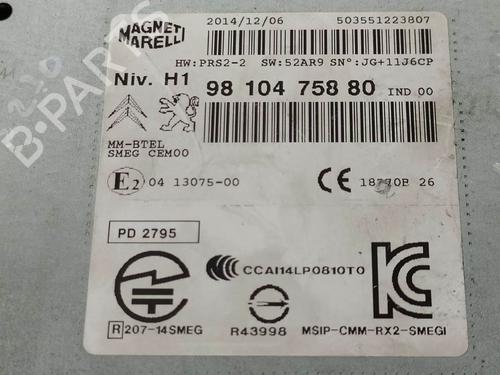 MAGNETI MARELLI
2014/12/06 503551223807
HW:PRS2-2 SW:52AR9 SN°:JG+11J6CP
Niv. H1 98 104 758 80 IND 00
MM-BTEL
SMEG CEM00
E2 04 13075-00 CE 26
PD 2795
CCAI14LP0810T0
R 207-14SMEG R43998 MSIP-CMM-RX2-SMEGI